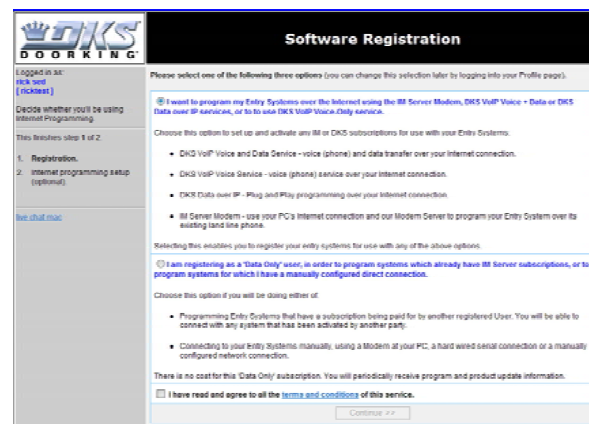 DKS
DOORKING
Software Registration
Logged in as:
rick sed
[ ricktest ]
Decide whether you'll be using
Internet Programming.
This finishes step 1 of 2.
1. Registration.
2. Internet programming setup
(optional).
live chat mac
Please select one of the following three options (you can change this selection later by logging into your Profile page).
I want to program my Entry Systems over the Internet using the IM Server Modem, DKS VoIP Voice + Data or DKS
Data over IP services, or to to use DKS VoIP Voice-Only service.
Choose this option to set up and activate any IM or DKS subscriptions for use with your Entry Systems.
• DKS VoIP Voice and Data Service - voice (phone) and data transfer over your Internet connection.
• DKS VoIP Voice Service - voice (phone) service over your Internet connection.
• DKS Data over IP - Plug and Play programming over your Internet connection.
• IM Server Modem - use your PC's Internet connection and our Modem Server to program your Entry System over its
existing land line phone.
Selecting this enables you to register your entry systems for use with any of the above options.
I am registering as a 'Data Only' user, in order to program systems which already have IM Server subscriptions, or to
program systems for which I have a manually configured direct connection.
Choose this option if you will be doing either of:
• Programming Entry Systems that have a subscription being paid for by another registered User. You will be able to
connect with any system that has been activated by another party.
• Connecting to your Entry Systems manually, using a Modem at your PC, a hard wired serial connection or a manually
configured network connection.
There is no cost for this 'Data Only' subscription. You will periodically receive program and product update information.
I have read and agree to all the terms and conditions of this service.
Continue >>